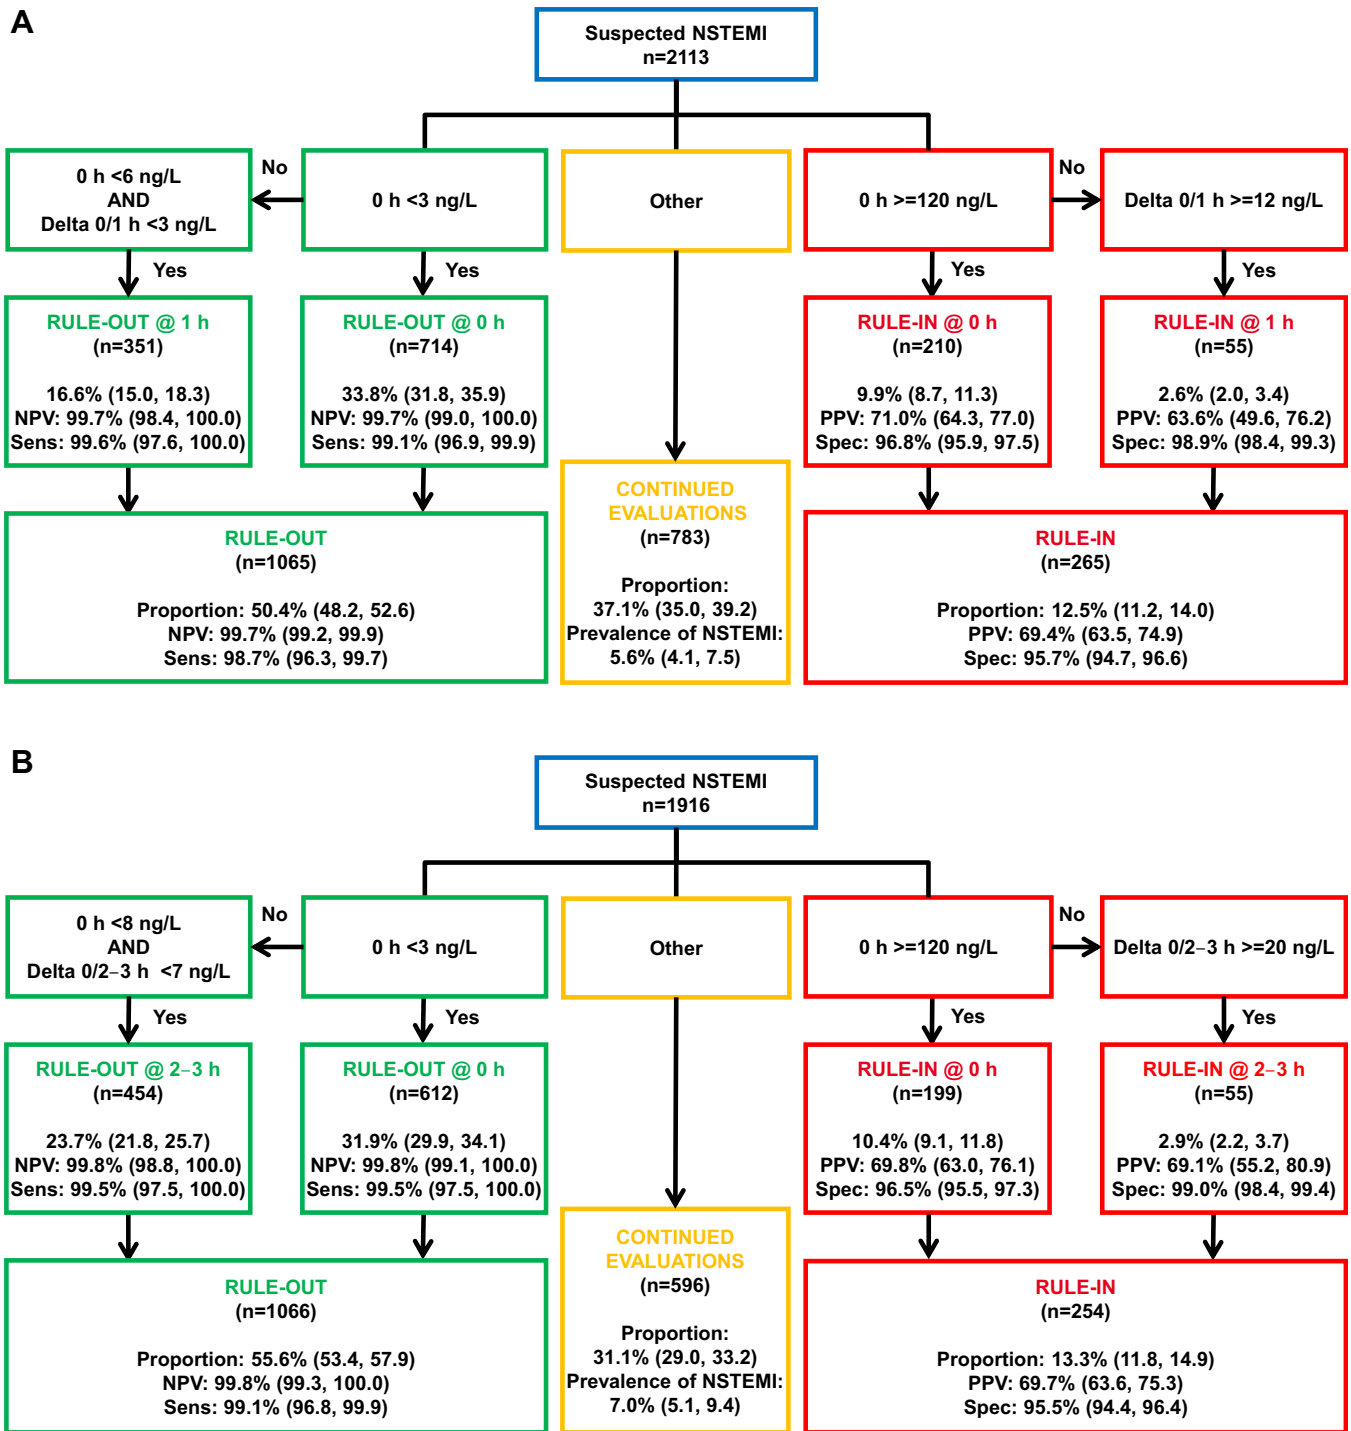 A
Suspected NSTEMI
n=2113
0 h <6 ng/L
AND
Delta 0/1 h <3 ng/L
No
0 h <3 ng/L
Other
0 h >=120 ng/L
No
Delta 0/1 h >=12 ng/L
Yes
Yes
Yes
Yes
RULE-OUT @ 1 h
(n=351)
16.6% (15.0, 18.3)
NPV: 99.7% (98.4, 100.0)
Sens: 99.6% (97.6, 100.0)
RULE-OUT @ 0 h
(n=714)
33.8% (31.8, 35.9)
NPV: 99.7% (99.0, 100.0)
Sens: 99.1% (96.9, 99.9)
RULE-IN @ 0 h
(n=210)
9.9% (8.7, 11.3)
PPV: 71.0% (64.3, 77.0)
Spec: 96.8% (95.9, 97.5)
RULE-IN @ 1 h
(n=55)
2.6% (2.0, 3.4)
PPV: 63.6% (49.6, 76.2)
Spec: 98.9% (98.4, 99.3)
RULE-OUT
(n=1065)
Proportion: 50.4% (48.2, 52.6)
NPV: 99.7% (99.2, 99.9)
Sens: 98.7% (96.3, 99.7)
CONTINUED
EVALUATIONS
(n=783)
Proportion:
37.1% (35.0, 39.2)
Prevalence of NSTEMI:
5.6% (4.1, 7.5)
RULE-IN
(n=265)
Proportion: 12.5% (11.2, 14.0)
PPV: 69.4% (63.5, 74.9)
Spec: 95.7% (94.7, 96.6)
B
Suspected NSTEMI
n=1916
0 h <8 ng/L
AND
Delta 0/2−3 h <7 ng/L
No
0 h <3 ng/L
Other
0 h >=120 ng/L
No
Delta 0/2−3 h >=20 ng/L
Yes
Yes
Yes
Yes
RULE-OUT @ 2−3 h
(n=454)
23.7% (21.8, 25.7)
NPV: 99.8% (98.8, 100.0)
Sens: 99.5% (97.5, 100.0)
RULE-OUT @ 0 h
(n=612)
31.9% (29.9, 34.1)
NPV: 99.8% (99.1, 100.0)
Sens: 99.5% (97.5, 100.0)
RULE-IN @ 0 h
(n=199)
10.4% (9.1, 11.8)
PPV: 69.8% (63.0, 76.1)
Spec: 96.5% (95.5, 97.3)
RULE-IN @ 2−3 h
(n=55)
2.9% (2.2, 3.7)
PPV: 69.1% (55.2, 80.9)
Spec: 99.0% (98.4, 99.4)
RULE-OUT
(n=1066)
Proportion: 55.6% (53.4, 57.9)
NPV: 99.8% (99.3, 100.0)
Sens: 99.1% (96.8, 99.9)
CONTINUED
EVALUATIONS
(n=596)
Proportion:
31.1% (29.0, 33.2)
Prevalence of NSTEMI:
7.0% (5.1, 9.4)
RULE-IN
(n=254)
Proportion: 13.3% (11.8, 14.9)
PPV: 69.7% (63.6, 75.3)
Spec: 95.5% (94.4, 96.4)